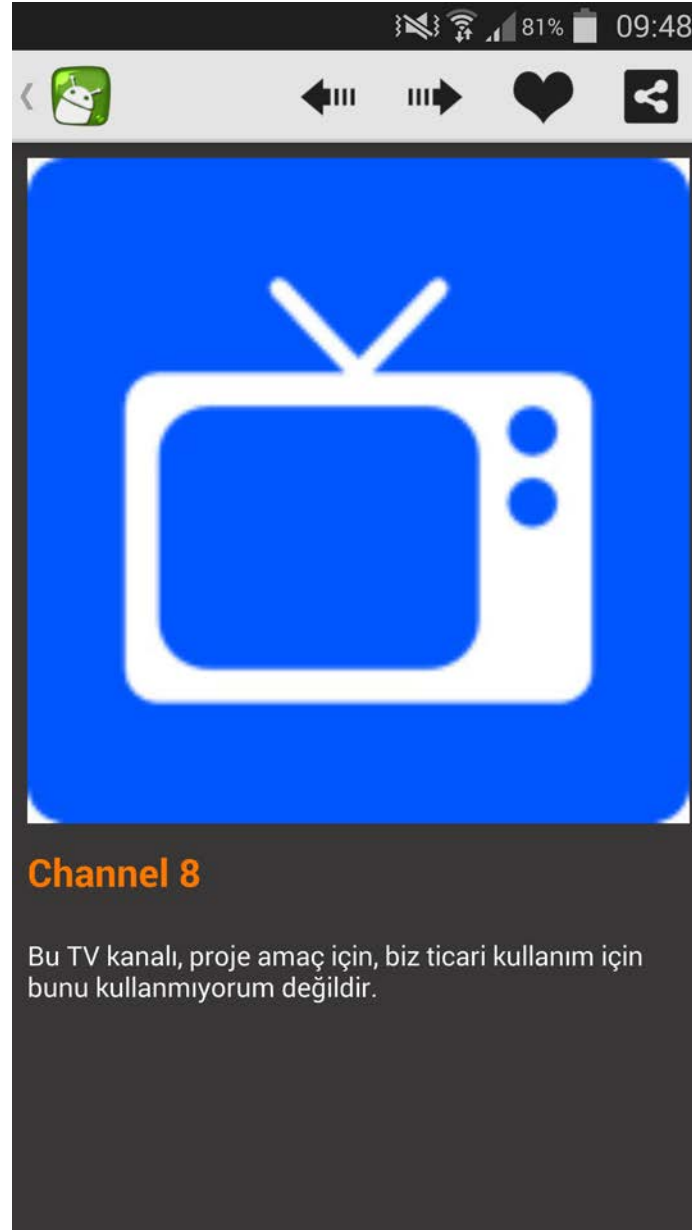 81% 09:48
Channel 8
Bu TV kanalı, proje amaç için, biz ticari kullanım için
bunu kullanmıyorum değildir.